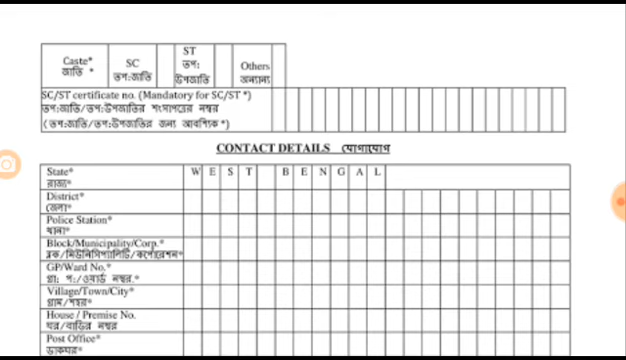 Caste*
জাতি *
SC
তপ:জাতি
ST
তপ:
উপজাতি
Others
অন্যান্য
SC/ST certificate no. (Mandatory for SC/ST *)
তপ:জাতি/তপ:উপজাতির শংসাপত্রের নম্বর
(তপ:জাতি/তপ:উপজাতির জন্য আবশ্যিক *)
CONTACT DETAILS যোগাযোগ
State*
রাজ্য*
W E S T B E N G A L
District*
জেলা*
Police Station*
থানা*
Block/Municipality/Corp.*
ব্লক/মিউনিসিপ্যালিটি/কর্পোরেশন*
GP/Ward No.*
গ্রা: প:/ওয়ার্ড নম্বর.*
Village/Town/City*
গ্রাম/শহর*
House / Premise No.
ঘর/বাড়ির নম্বর
Post Office*
ডাকঘর*